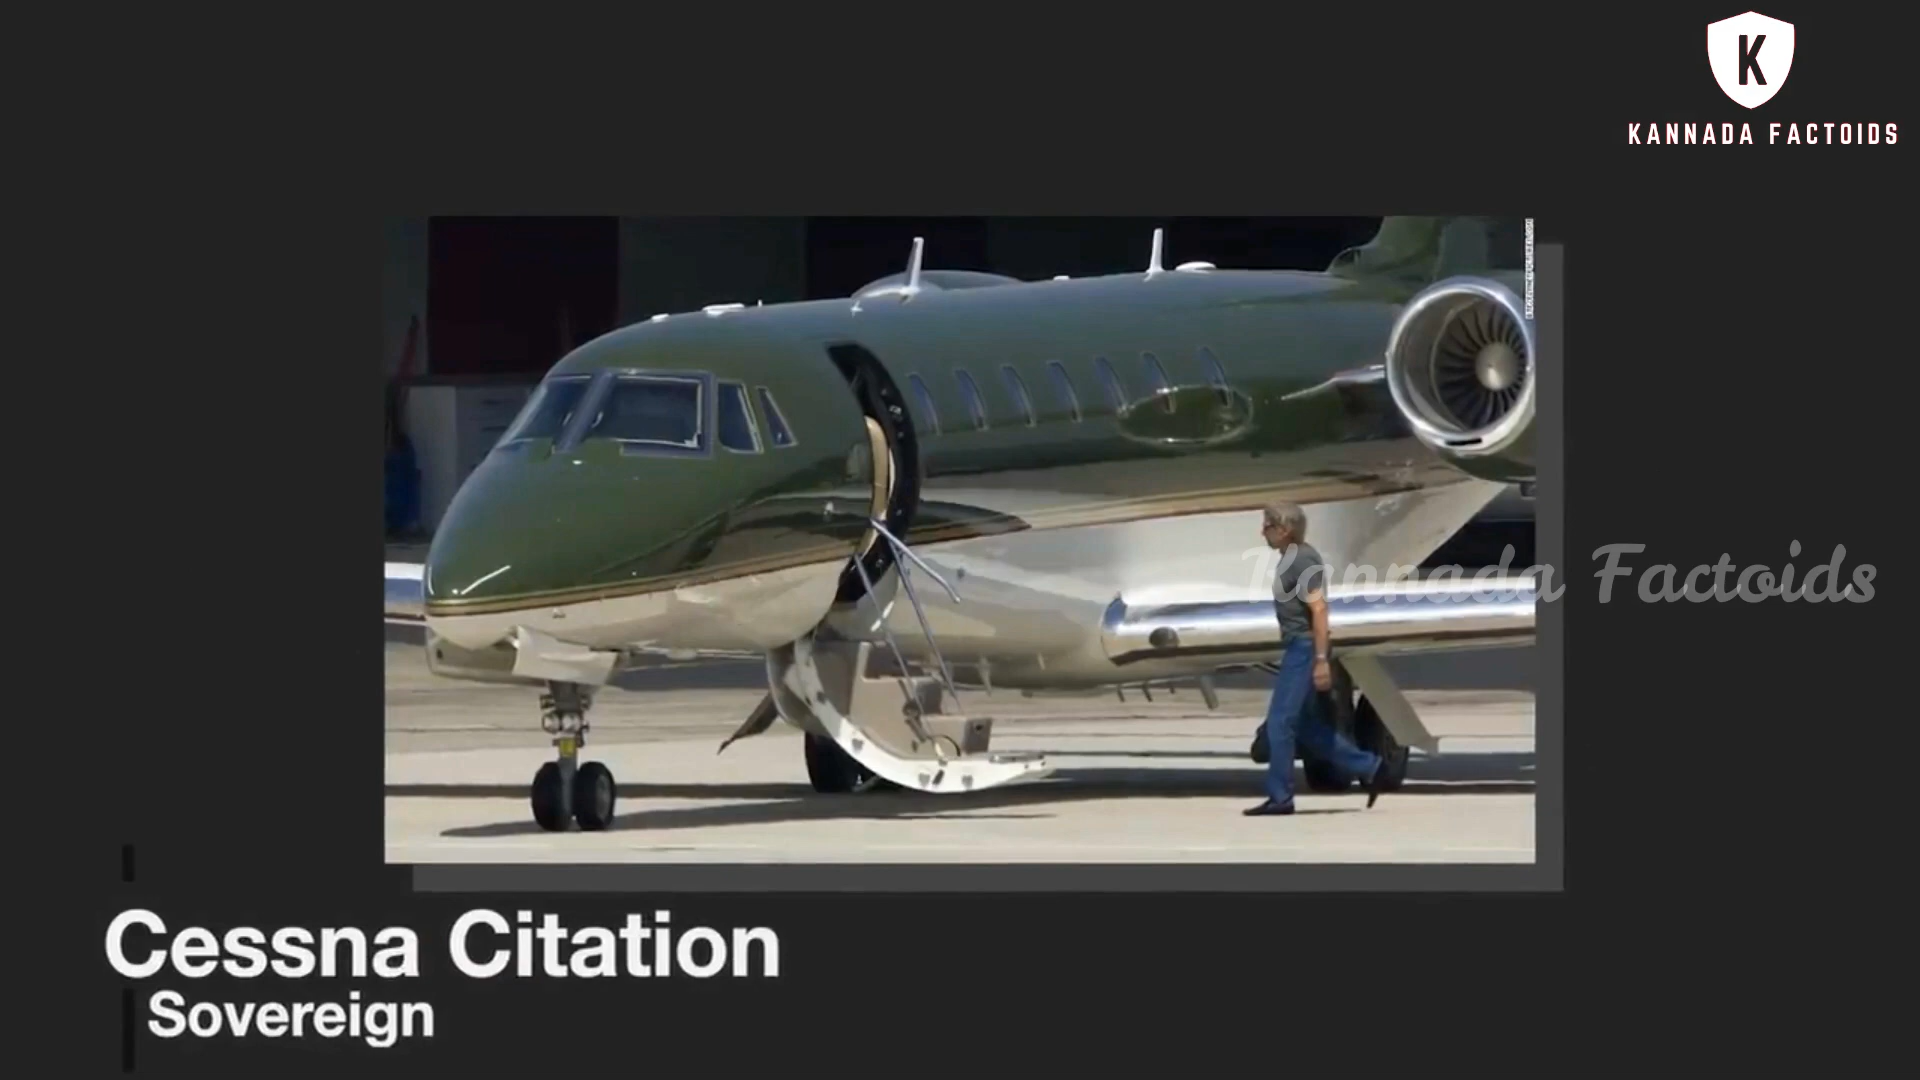 K
KANNADA FACTOIDS
Kannada Factoids
Cessna Citation
Sovereign